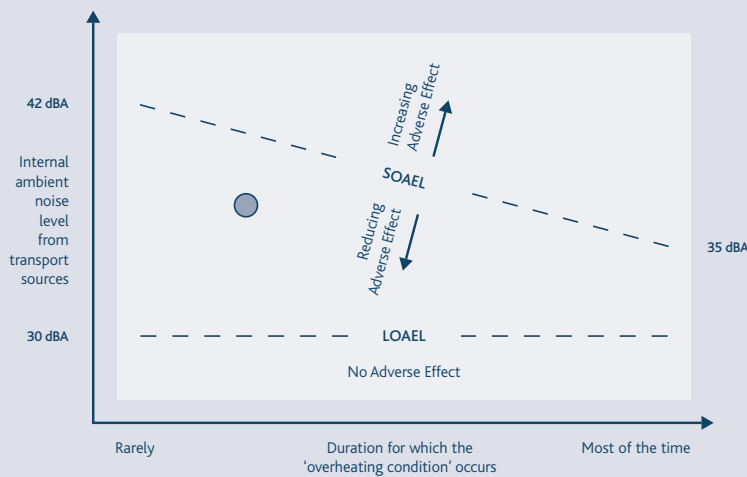 42 dBA
Internal
ambient
noise
level
from
transport
sources
30 dBA
Increasing
Adverse Effect
SOAEL
Reducing
Adverse Effect
35 dBA
LOAEL
No Adverse Effect
Rarely
Duration for which the
'overheating condition' occurs
Most of the time